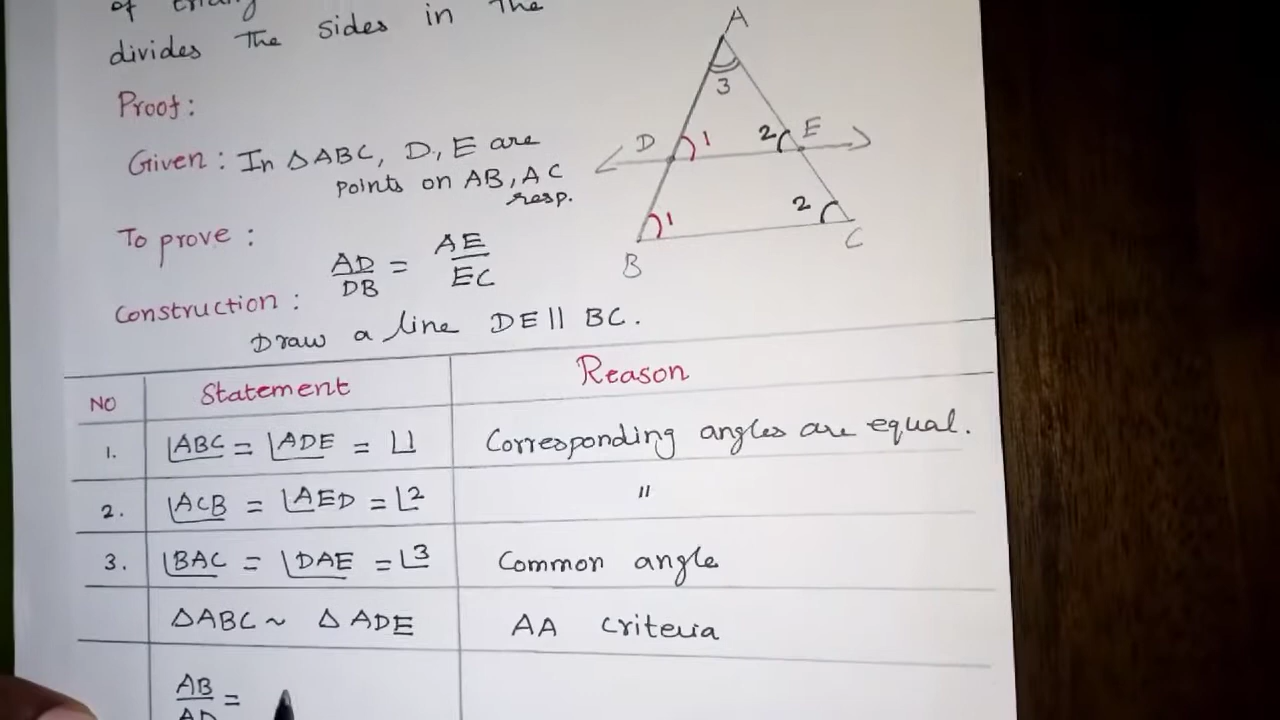 of
divides The sides in The
Proof:
Given: In △ABC, D, E are
points on AB, AC
resp.
To prove:
AD/DB = AE/EC
Construction:
Draw a line DE || BC.
A
3
D 1 2 E
1 2
B C
NO Statement Reason
1. ∠ABC = ∠ADE = ∠1 Corresponding angles are equal.
2. ∠ACB = ∠AED = ∠2 "
3. ∠BAC = ∠DAE = ∠3 Common angle
△ABC ~ △ADE AA criteria
AB/AD =